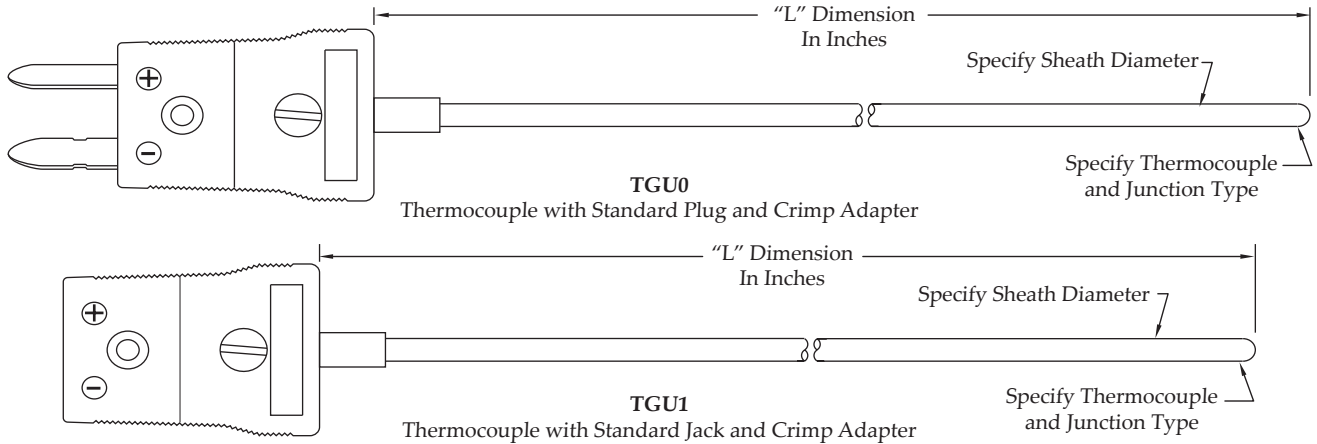 “L” Dimension
In Inches
Specify Sheath Diameter
+
−
Specify Thermocouple
and Junction Type
TGU0
Thermocouple with Standard Plug and Crimp Adapter
“L” Dimension
In Inches
Specify Sheath Diameter
+
−
Specify Thermocouple
and Junction Type
TGU1
Thermocouple with Standard Jack and Crimp Adapter